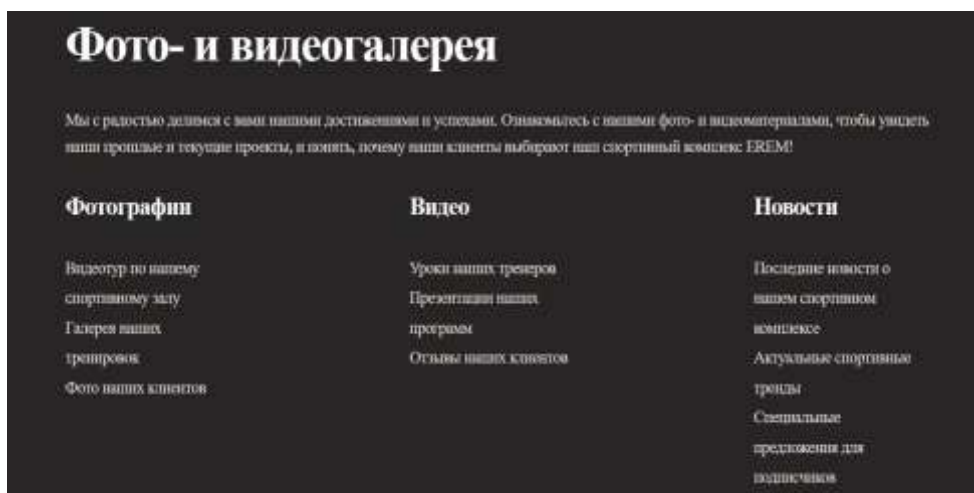 Фото- и видеогалерея
Мы с радостью делимся с вами нашими достижениями и успехами. Ознакомьтесь с нашими фото- и видеоматериалами, чтобы увидеть
наши прошлые и текущие проекты, и понять, почему наши клиенты выбирают наш спортивный комплекс EREM!
Фотографии
Видеотур по нашему
спортивному залу
Галерея наших
тренировок
Фото наших клиентов
Видео
Уроки наших тренеров
Презентации наших
программ
Отзывы наших клиентов
Новости
Последние новости о
нашем спортивном
комплексе
Актуальные спортивные
тренды
Специальные
предложения для
подписчиков